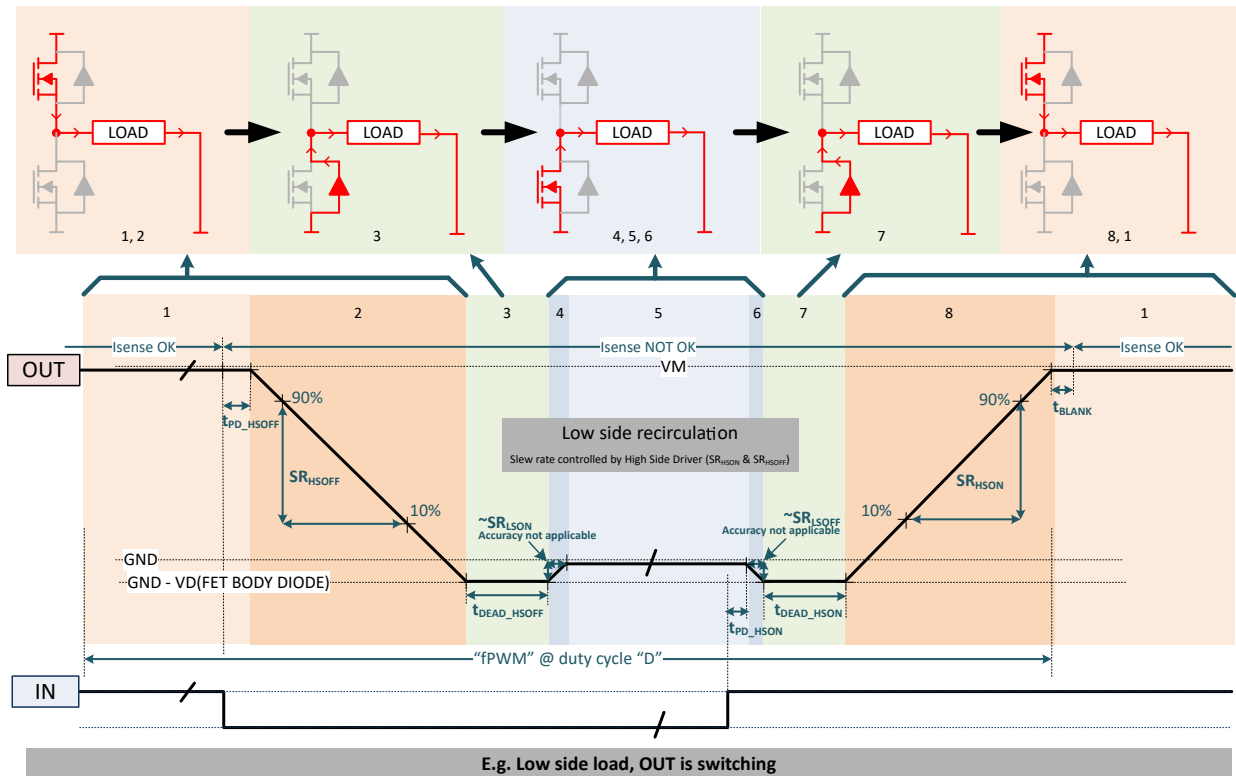 LOAD LOAD LOAD LOAD LOAD
1, 2 3 4, 5, 6 7 8, 1
1 2 3 4 5 6 7 8 1
Isense OK Isense NOT OK Isense OK
OUT
VM
90% 90%
tPD_HSOFF tBLANK
Low side recirculation
Slew rate controlled by High Side Driver (SRHSON & SRHSOFF)
SRHSOFF SRHSON
10% 10%
~SRLSON ~SRLSOFF
Accuracy not applicable Accuracy not applicable
GND
GND - VD(FET BODY DIODE)
tDEAD_HSOFF tDEAD_HSON
tPD_HSON
“fPWM” @ duty cycle “D”
IN
E.g. Low side load, OUT is switching